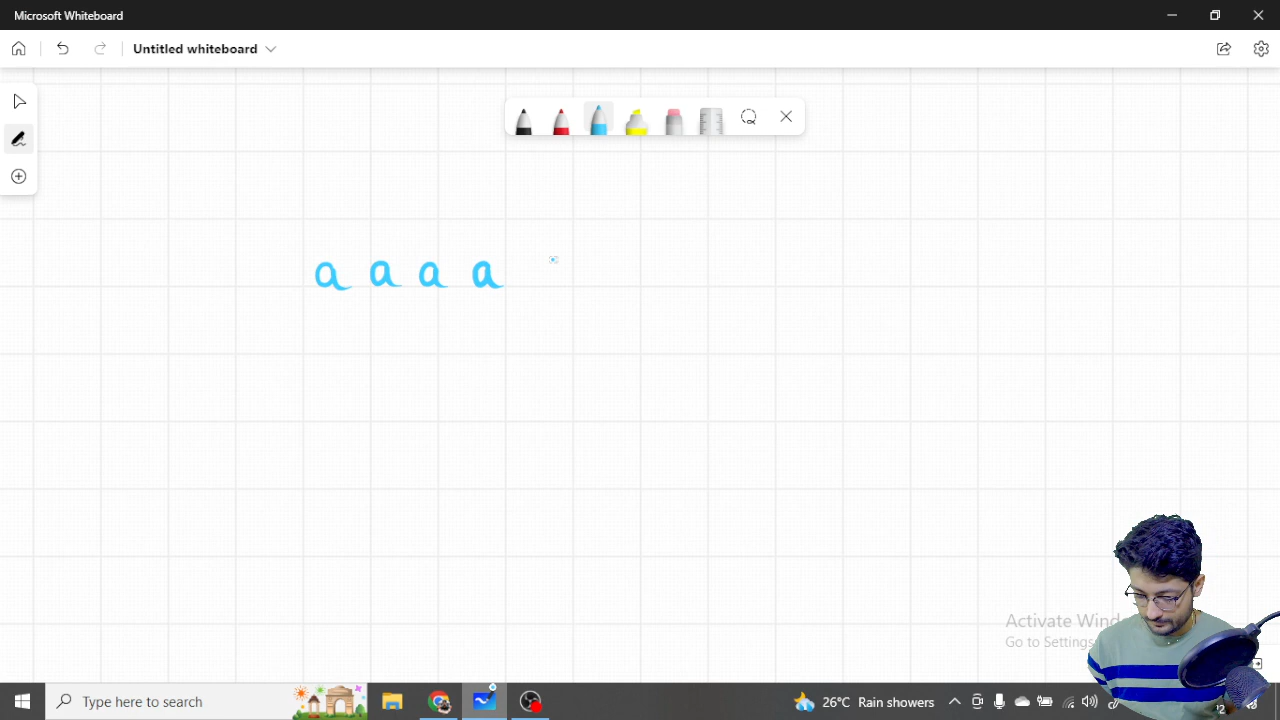 Microsoft Whiteboard
Untitled whiteboard
a a a a
Activate Wind
Go to Settings
Type here to search
26°C Rain showers